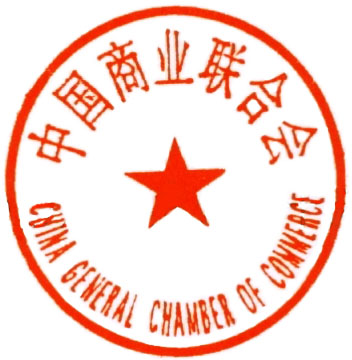 中国商业联合会
CHINA GENERAL CHAMBER OF COMMERCE